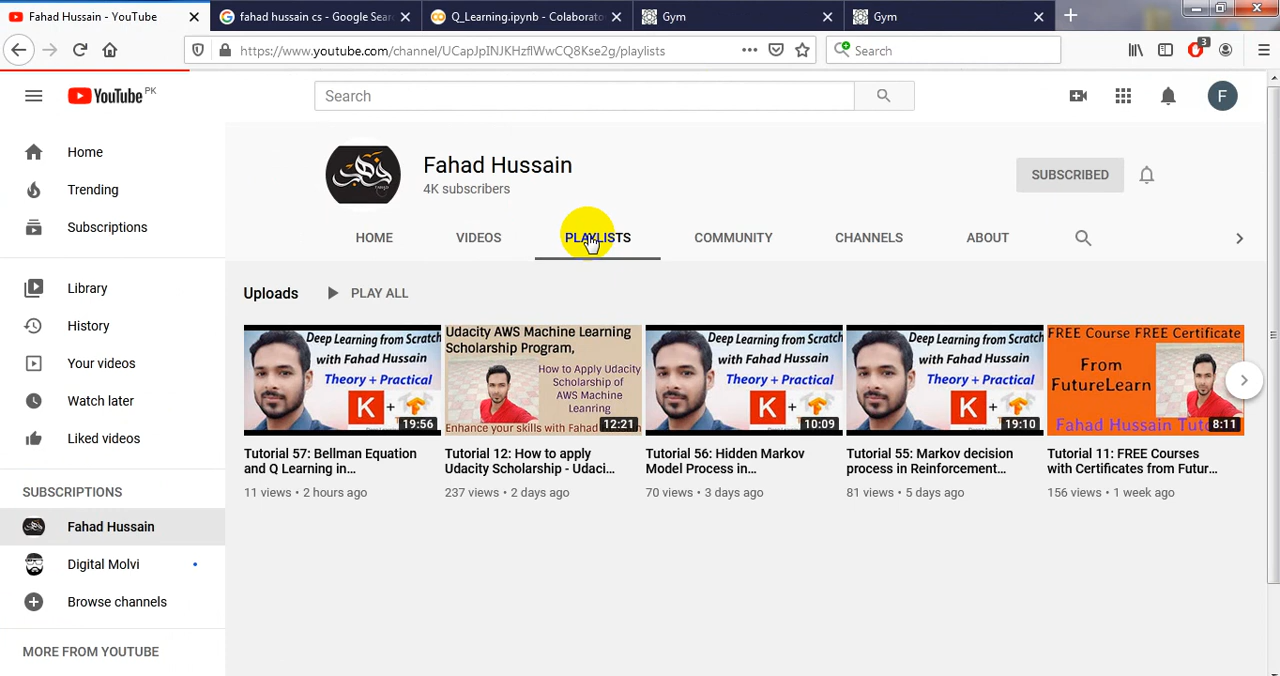 Fahad Hussain - YouTube
fahad hussain cs - Google Sear
Q_Learning.ipynb - Colaborato
Gym
Gym
https://www.youtube.com/channel/UCapJpINJKHzflWwCQ8Kse2g/playlists
Search
3
YouTube PK
Search
F
Home
Trending
Subscriptions
Library
History
Your videos
Watch later
Liked videos
SUBSCRIPTIONS
Fahad Hussain
Digital Molvi
Browse channels
MORE FROM YOUTUBE
Fahad Hussain
4K subscribers
SUBSCRIBED
HOME VIDEOS PLAYLISTS COMMUNITY CHANNELS ABOUT
Uploads PLAY ALL
Deep Learning from Scratch
with Fahad Hussain
Theory + Practical
K +
19:56
Tutorial 57: Bellman Equation
and Q Learning in...
11 views • 2 hours ago
Udacity AWS Machine Learning
Scholarship Program,
How to Apply Udacity
Scholarship of
AWS Machine
Learning
Enhance your skills with Fahad
12:21
Tutorial 12: How to apply
Udacity Scholarship - Udaci...
237 views • 2 days ago
Deep Learning from Scratch
with Fahad Hussain
Theory + Practical
K +
10:09
Tutorial 56: Hidden Markov
Model Process in...
70 views • 3 days ago
Deep Learning from Scratch
with Fahad Hussain
Theory + Practical
K +
19:10
Tutorial 55: Markov decision
process in Reinforcement...
81 views • 5 days ago
FREE Course FREE Certificate
From
FutureLearn
Fahad Hussain Tut
8:11
Tutorial 11: FREE Courses
with Certificates from Futur...
156 views • 1 week ago